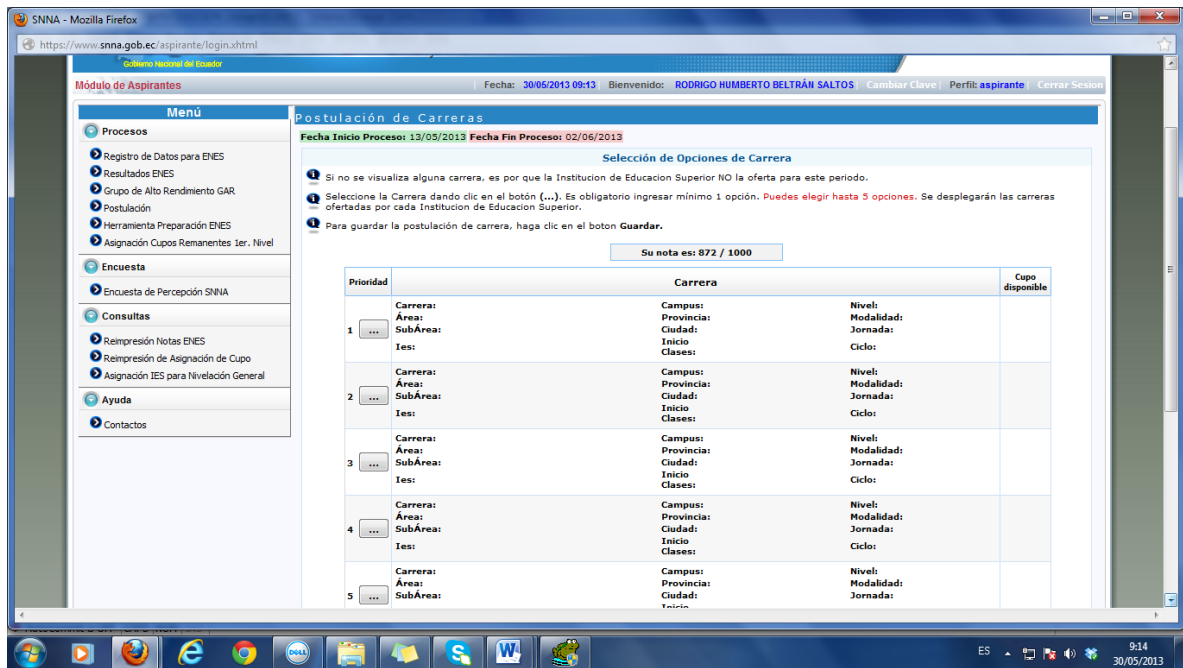 SNNA - Mozilla Firefox
https://www.snna.gob.ec/aspirante/login.xhtml
Gobierno Nacional del Ecuador
Módulo de Aspirantes
Fecha: 30/05/2013 09:13 Bienvenido: RODRIGO HUMBERTO BELTRÁN SALTOS Cambiar Clave Perfil: aspirante Cerrar Sesion
Menú
Procesos
Registro de Datos para ENES
Resultados ENES
Grupo de Alto Rendimiento GAR
Postulación
Herramienta Preparación ENES
Asignación Cupos Remanentes 1er. Nivel
Encuesta
Encuesta de Percepción SNNA
Consultas
Reimpresión Notas ENES
Reimpresión de Asignación de Cupo
Asignación IES para Nivelación General
Ayuda
Contactos
Postulación de Carreras
Fecha Inicio Proceso: 13/05/2013 Fecha Fin Proceso: 02/06/2013
Selección de Opciones de Carrera
Si no se visualiza alguna carrera, es por que la Institucion de Educacion Superior NO la oferta para este periodo.
Seleccione la Carrera dando clic en el botón (...). Es obligatorio ingresar mínimo 1 opción. Puedes elegir hasta 5 opciones. Se desplegarán las carreras
ofertadas por cada Institucion de Educacion Superior.
Para guardar la postulación de carrera, haga clic en el boton Guardar.
Su nota es: 872 / 1000
Prioridad Carrera Cupo
disponible
Carrera: Campus: Nivel:
Área: Provincia: Modalidad:
1 ... SubÁrea: Ciudad: Jornada:
Ies: Inicio Clases: Ciclo:
Carrera: Campus: Nivel:
Área: Provincia: Modalidad:
2 ... SubÁrea: Ciudad: Jornada:
Ies: Inicio Clases: Ciclo:
Carrera: Campus: Nivel:
Área: Provincia: Modalidad:
3 ... SubÁrea: Ciudad: Jornada:
Ies: Inicio Clases: Ciclo:
Carrera: Campus: Nivel:
Área: Provincia: Modalidad:
4 ... SubÁrea: Ciudad: Jornada:
Ies: Inicio Clases: Ciclo:
Carrera: Campus: Nivel:
Área: Provincia: Modalidad:
5 ... SubÁrea: Ciudad: Jornada:
Inicio
DELL
ES
9:14
30/05/2013